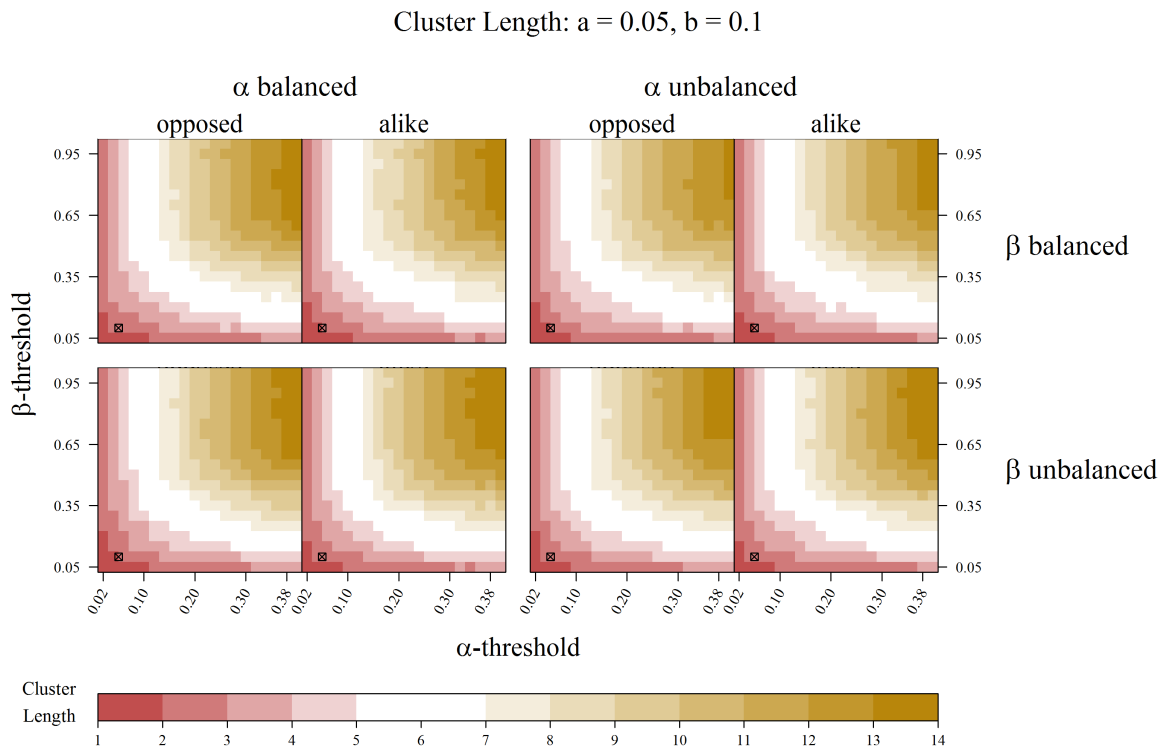 Cluster Length: a = 0.05, b = 0.1
α balanced
α unbalanced
opposed
alike
opposed
alike
0.95
0.65
0.35
0.05
0.95
0.65
0.35
0.05
β balanced
β-threshold
0.95
0.65
0.35
0.05
0.95
0.65
0.35
0.05
β unbalanced
0.02
0.10
0.20
0.30
0.38
0.02
0.10
0.20
0.30
0.38
0.02
0.10
0.20
0.30
0.38
0.02
0.10
0.20
0.30
0.38
α-threshold
Cluster
Length
1 2 3 4 5 6 7 8 9 10 11 12 13 14